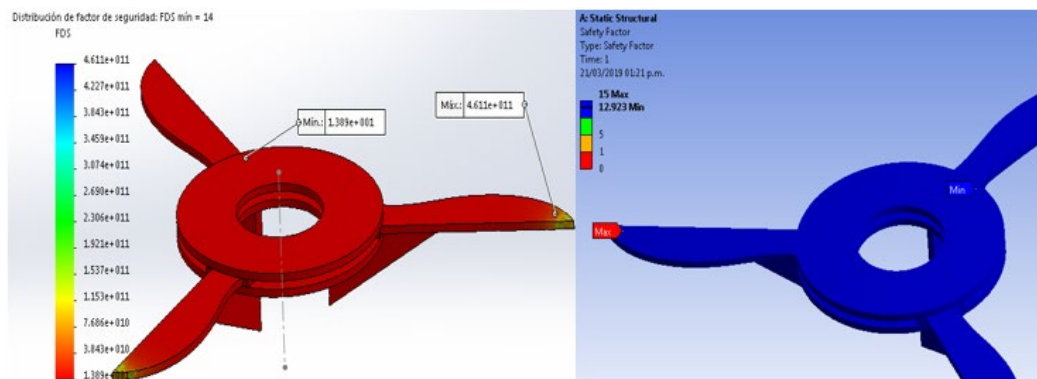 Distribución de factor de seguridad: FDS mín = 14
FDS
4.611e+011
4.227e+011
3.843e+011
3.459e+011
3.074e+011
2.690e+011
2.306e+011
1.921e+011
1.537e+011
1.153e+011
7.686e+010
3.843e+010
1.389e+001
Mín.: 1.389e+001
Máx.: 4.611e+011
A: Static Structural
Safety Factor
Type: Safety Factor
Time: 1
21/03/2019 01:21 p.m.
15 Max
12.923 Min
5
1
0
Min
Max